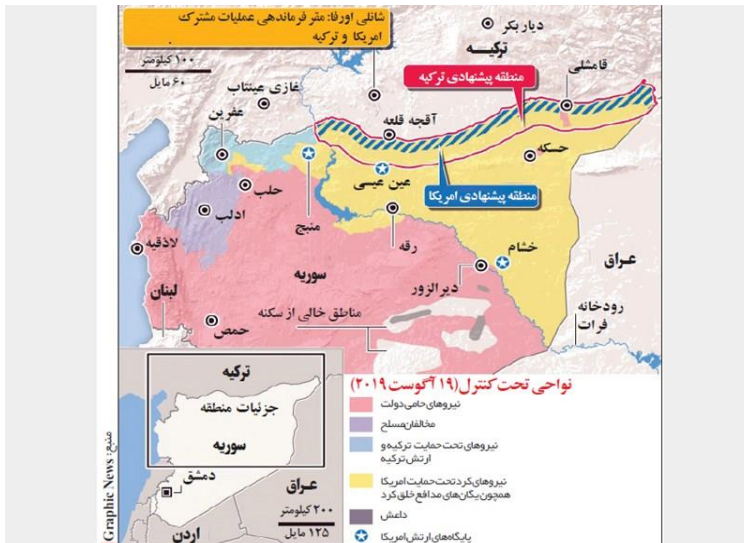 شانلی اورفا: مقر فرماندهی عملیات مشترک
امریکا و ترکیه
دیار بکر
ترکیـــه
۱۰۰ کیلومتر
۶۰ مایل
غازی عینتاب
منطقه پیشنهادی ترکیه
قامشلی
عفرین
آقچه قلعه
حسکه
حلب
عین عیسی
منطقه پیشنهادی امریکا
ادلب
منبج
لاذقیه
رقه
خشام
عراق
سوریه
لبنان
دیرالزور
مناطق خالی از سکنه
حمص
رودخانه
فرات
نواحی تحت کنترل (۱۹ آگوست ۲۰۱۹)
نیروهای حامی دولت
مخالفان مسلح
نیروهای تحت حمایت ترکیه و
ارتش ترکیه
نیروهای کرد تحت حمایت امریکا
همچون یکان‌های مدافع خلق کرد
داعش
پایگاه‌های ارتش امریکا
ترکیه
جزئیات منطقه
سوریه
دمشق
عراق
۲۰۰ کیلومتر
۱۲۵ مایل
اردن
منبع: Graphic News